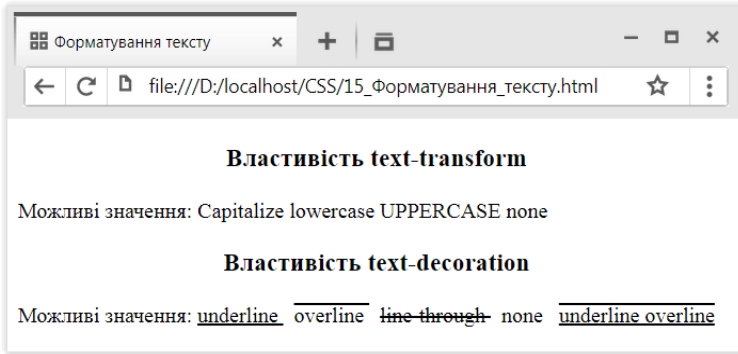 Форматування тексту
file:///D:/localhost/CSS/15_Форматування_тексту.html
Властивість text-transform
Можливі значення: Capitalize lowercase UPPERCASE none
Властивість text-decoration
Можливі значення: underline overline line-through none underline overline